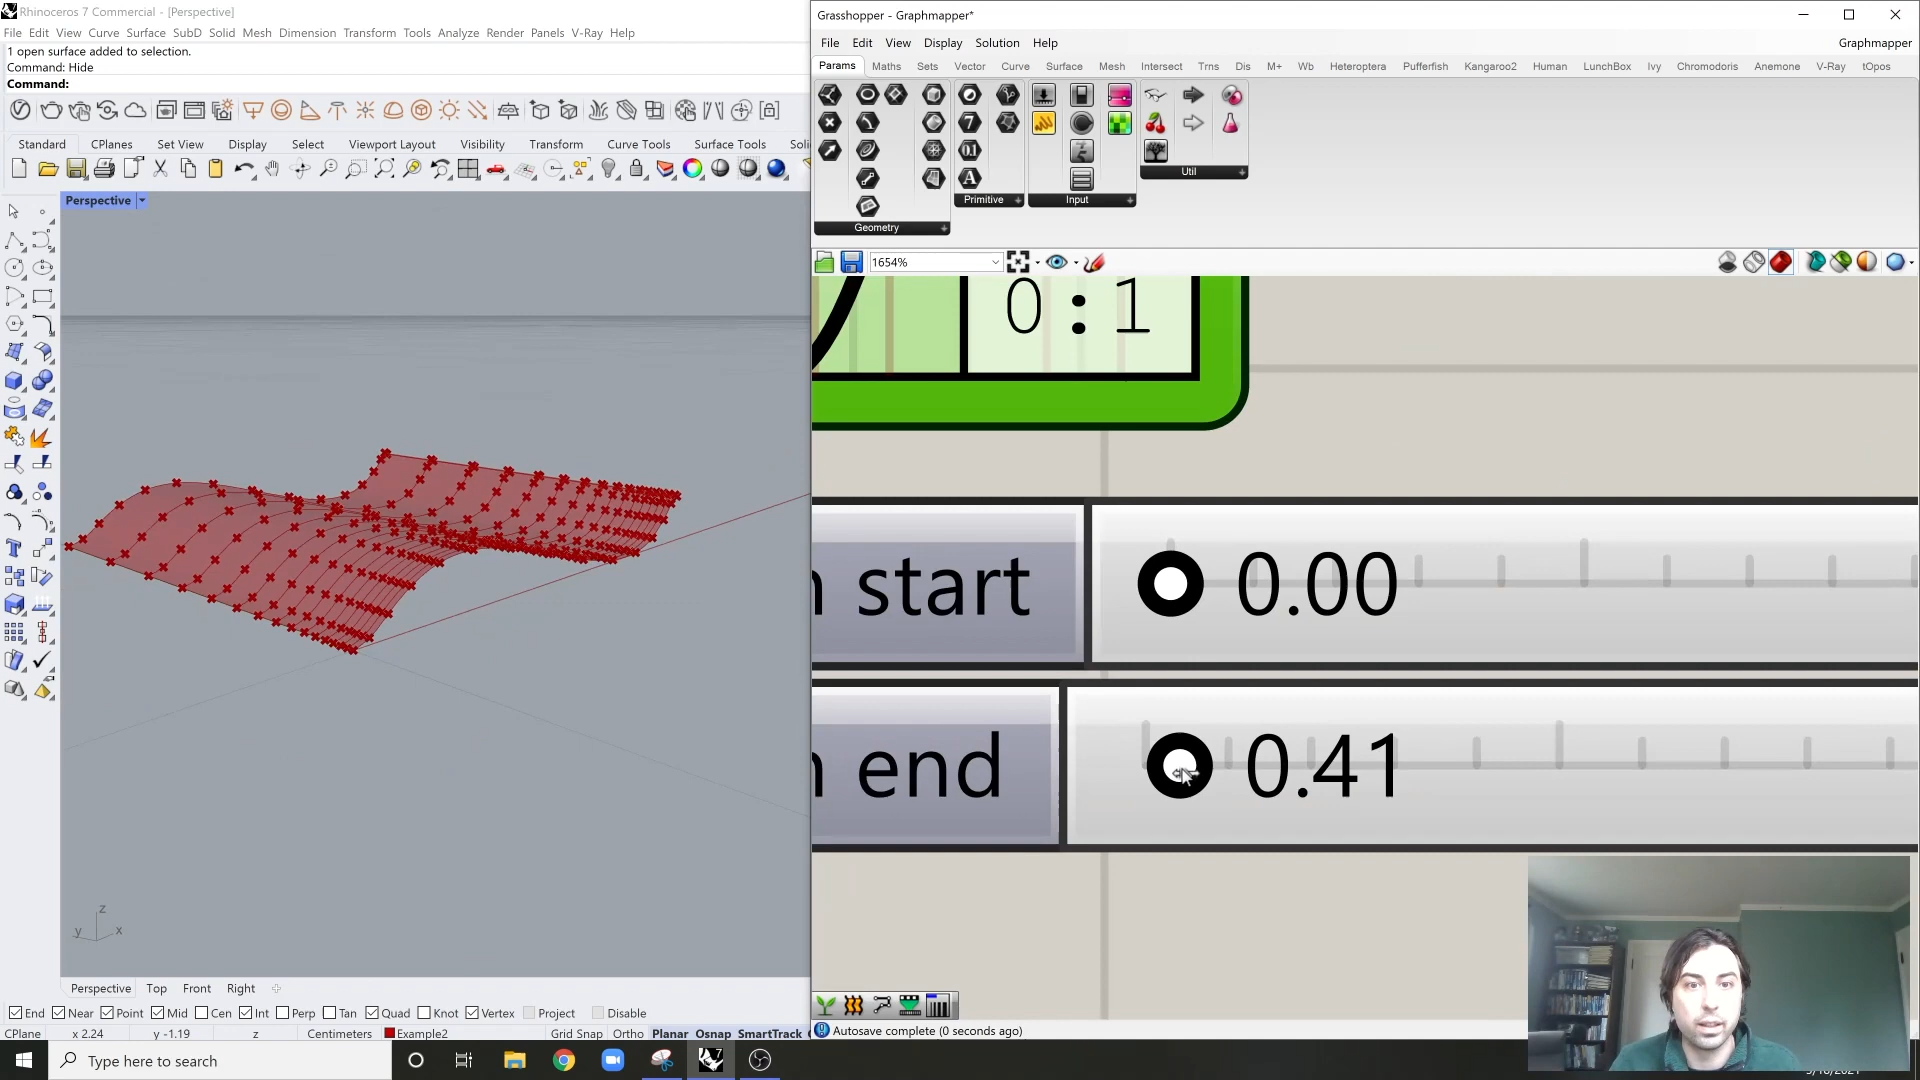 Rhinoceros 7 Commercial - [Perspective]
File Edit View Curve Surface SubD Solid Mesh Dimension Transform Tools Analyze Render Panels V-Ray Help
1 open surface added to selection.
Command: Hide
Command:
Standard CPlanes Set View Display Select Viewport Layout Visibility Transform Curve Tools Surface Tools
Perspective
z
y x
Perspective Top Front Right
End Near Point Mid Cen Int Perp Tan Quad Knot Vertex Project Disable
CPlane x 2.24 y -1.19 z Centimeters Example2 Grid Snap Ortho Planar Osnap SmartTrack
Grasshopper - Graphmapper*
File Edit View Display Solution Help Graphmapper
Params Maths Sets Vector Curve Surface Mesh Intersect Trns Dis M+ Wb Heteroptera Pufferfish Kangaroo2 Human LunchBox Ivy Chromodoris Anemone V-Ray tOpos
Geometry Primitive Input Util
1654%
0 : 1
start 0.00
end 0.41
Autosave complete (0 seconds ago)
Type here to search